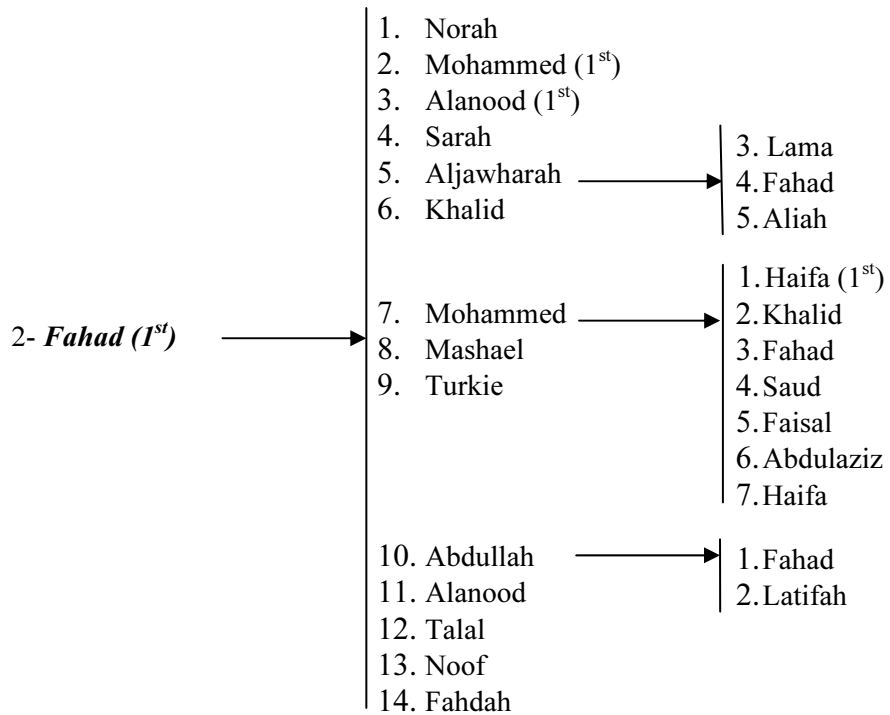 1. Norah
2. Mohammed (1st)
3. Alanood (1st)
4. Sarah
5. Aljawharah
6. Khalid
3. Lama
4. Fahad
5. Aliah
2- Fahad (1st)
7. Mohammed
8. Mashael
9. Turkie
1. Haifa (1st)
2. Khalid
3. Fahad
4. Saud
5. Faisal
6. Abdulaziz
7. Haifa
10. Abdullah
11. Alanood
12. Talal
13. Noof
14. Fahdah
1. Fahad
2. Latifah